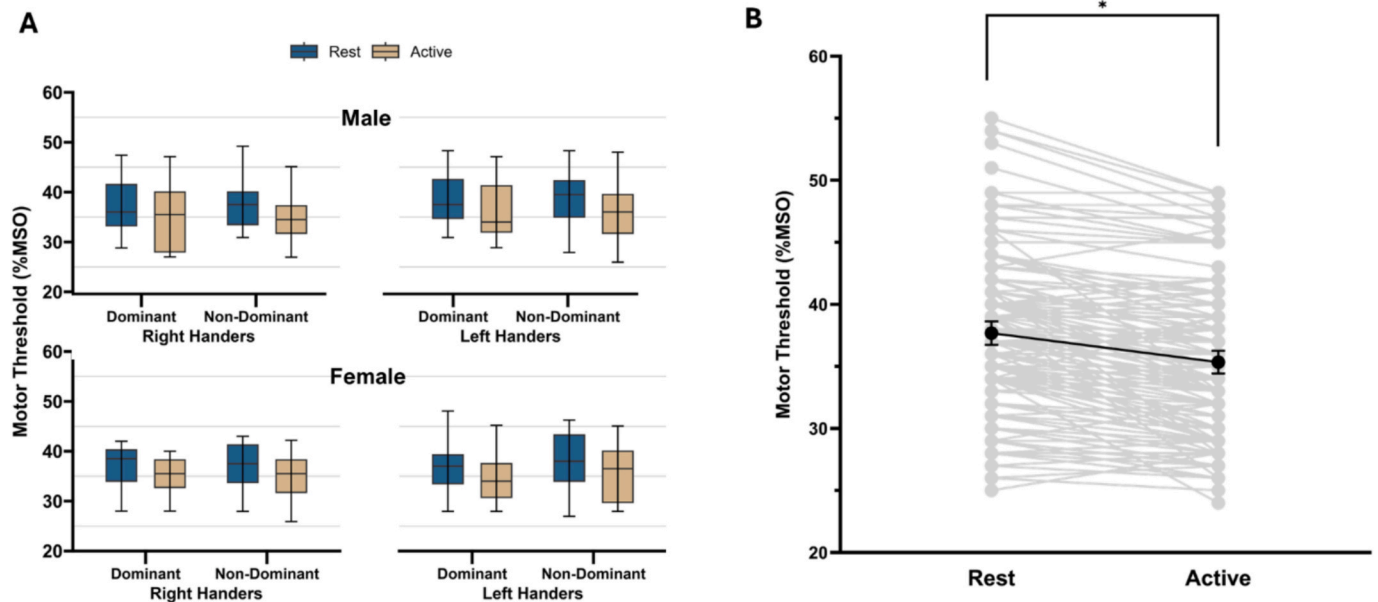 A
Rest Active
Motor Threshold (%MSO)
Male
60
50
40
30
20
Dominant Non-Dominant
Right Handers
Dominant Non-Dominant
Left Handers
Female
60
50
40
30
20
Dominant Non-Dominant
Right Handers
Dominant Non-Dominant
Left Handers
B
*
Motor Threshold (%MSO)
60
50
40
30
20
Rest Active